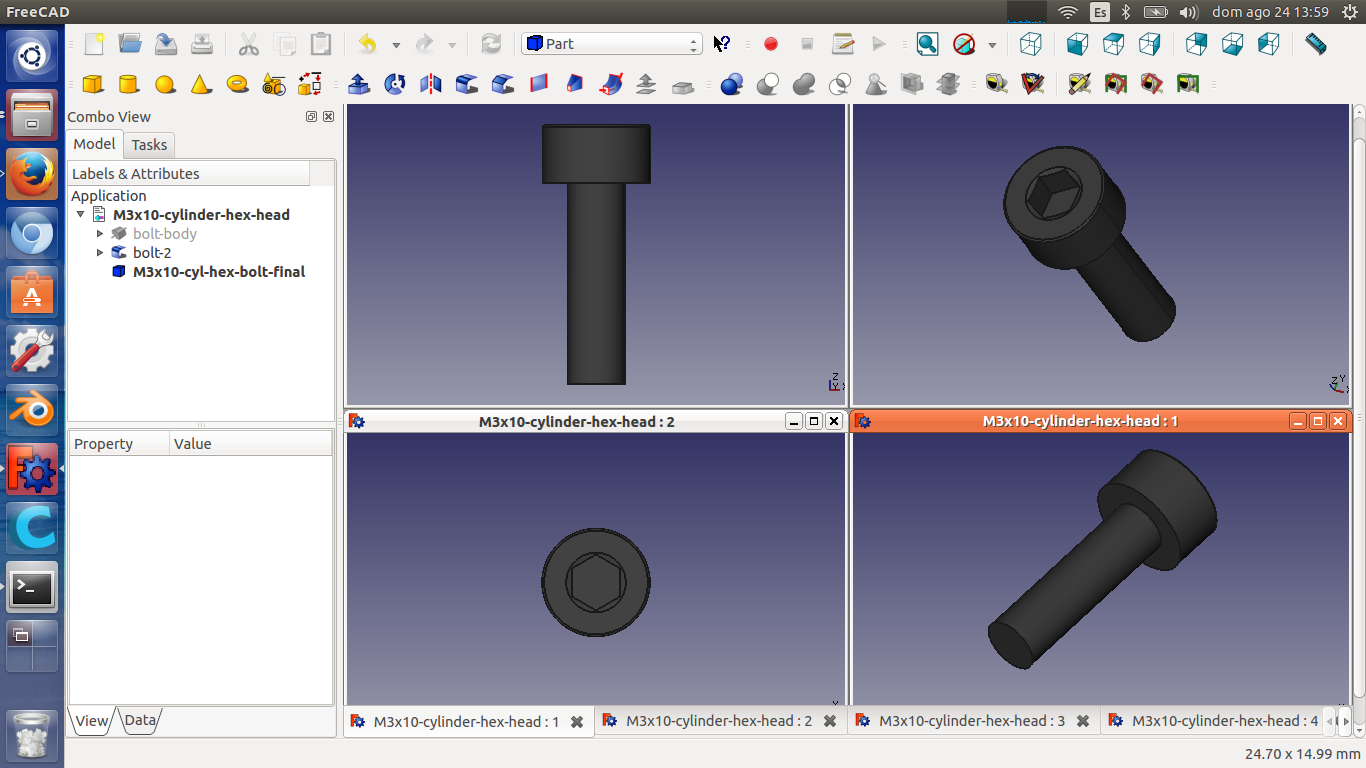 FreeCAD
Es
dom ago 24 13:59
Part
Combo View
Model
Tasks
Labels & Attributes
Application
M3x10-cylinder-hex-head
bolt-body
bolt-2
M3x10-cyl-hex-bolt-final
Property
Value
View
Data
Z
Y
X
Z
Y
M3x10-cylinder-hex-head : 2
M3x10-cylinder-hex-head : 1
M3x10-cylinder-hex-head : 1
M3x10-cylinder-hex-head : 2
M3x10-cylinder-hex-head : 3
M3x10-cylinder-hex-head : 4
24.70 x 14.99 mm